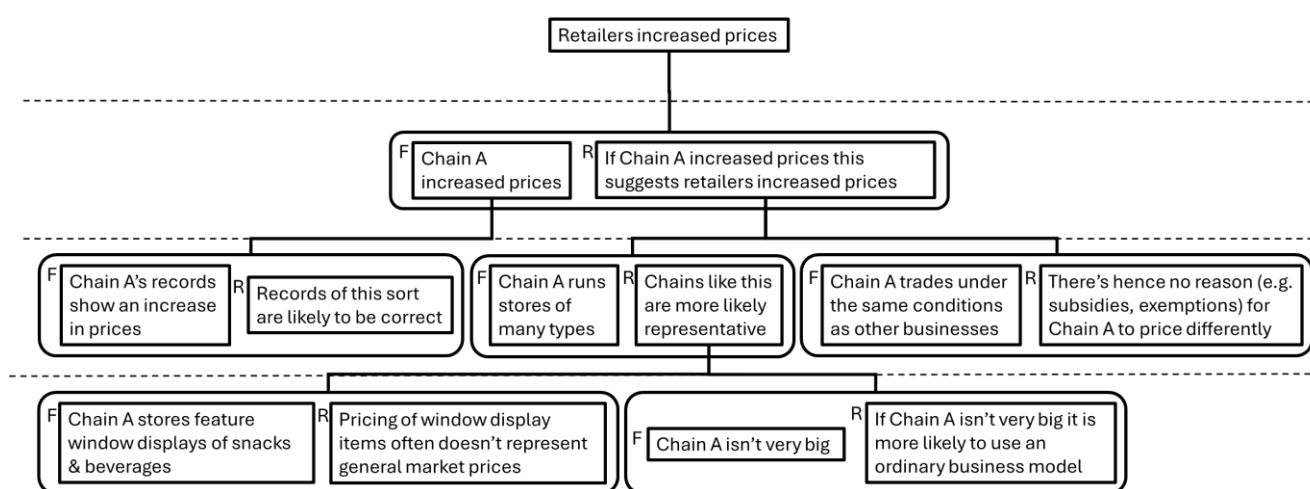 Retailers increased prices
F
Chain A
increased prices
R
If Chain A increased prices this
suggests retailers increased prices
F
Chain A’s records
show an increase
in prices
R
Records of this sort
are likely to be correct
F
Chain A runs
stores of
many types
R
Chains like this
are more likely
representative
F
Chain A trades under
the same conditions
as other businesses
R
There’s hence no reason (e.g.
subsidies, exemptions) for
Chain A to price differently
F
Chain A stores feature
window displays of snacks
& beverages
R
Pricing of window display
items often doesn’t represent
general market prices
F
Chain A isn’t very big
R
If Chain A isn’t very big it is
more likely to use an
ordinary business model